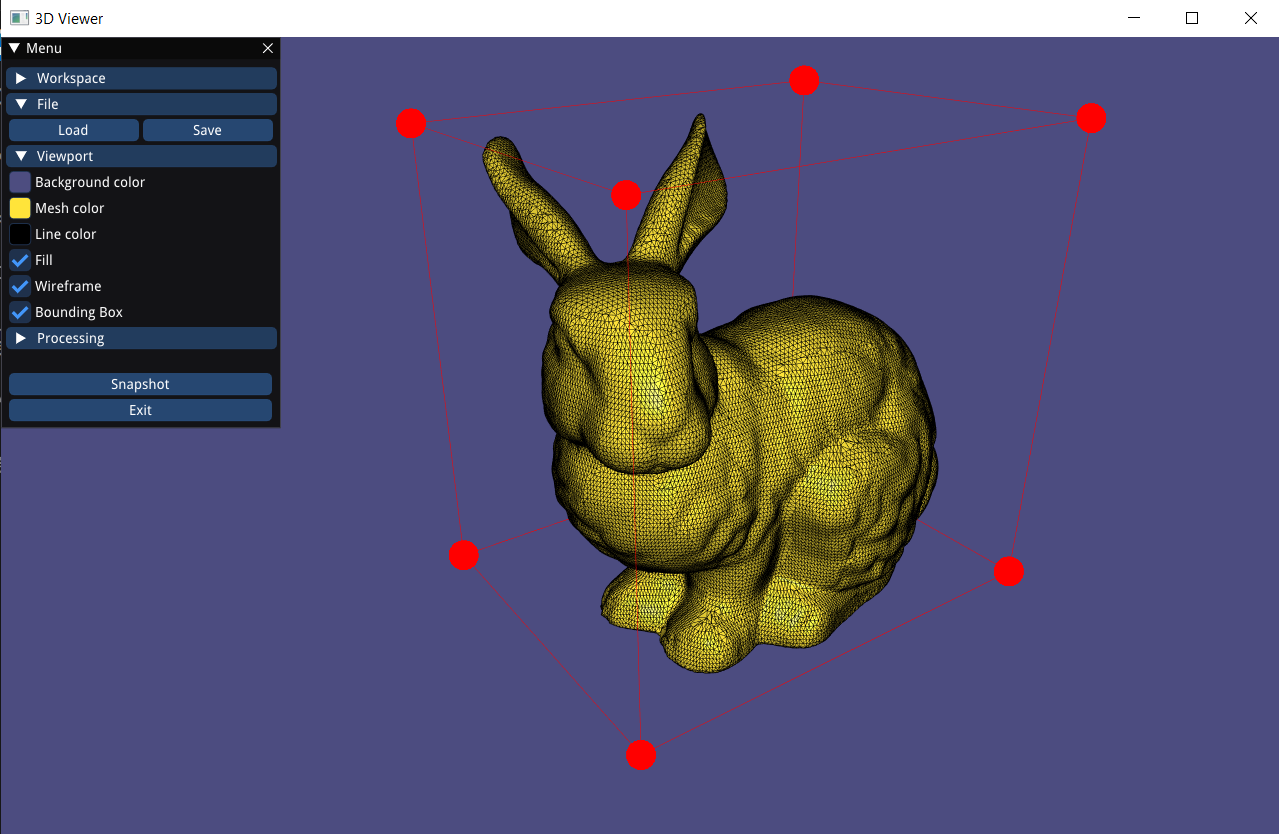 3D Viewer
Menu
Workspace
File
Load Save
Viewport
Background color
Mesh color
Line color
Fill
Wireframe
Bounding Box
Processing
Snapshot
Exit